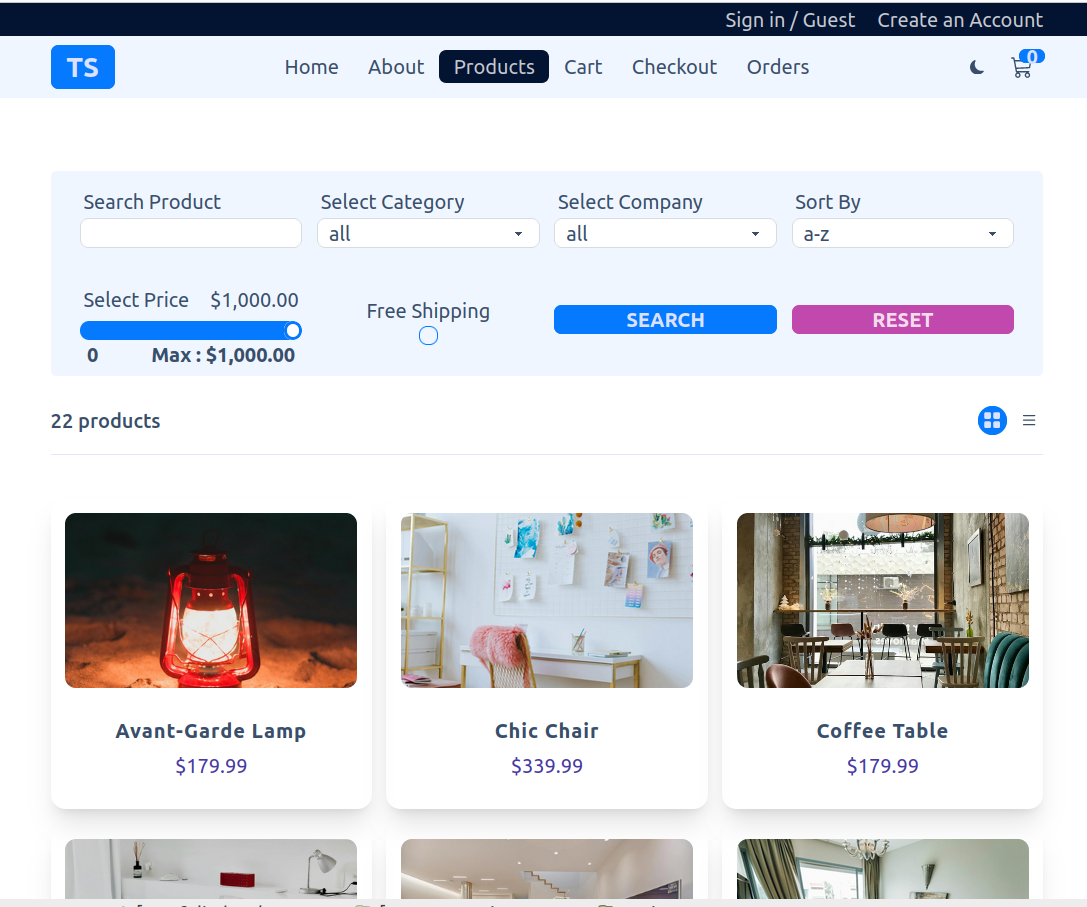 Sign in / Guest Create an Account
TS Home About Products Cart Checkout Orders 0
Search Product Select Category Select Company Sort By
all all a-z
Select Price $1,000.00 Free Shipping SEARCH RESET
0 Max : $1,000.00
22 products
Avant-Garde Lamp Chic Chair Coffee Table
$179.99 $339.99 $179.99